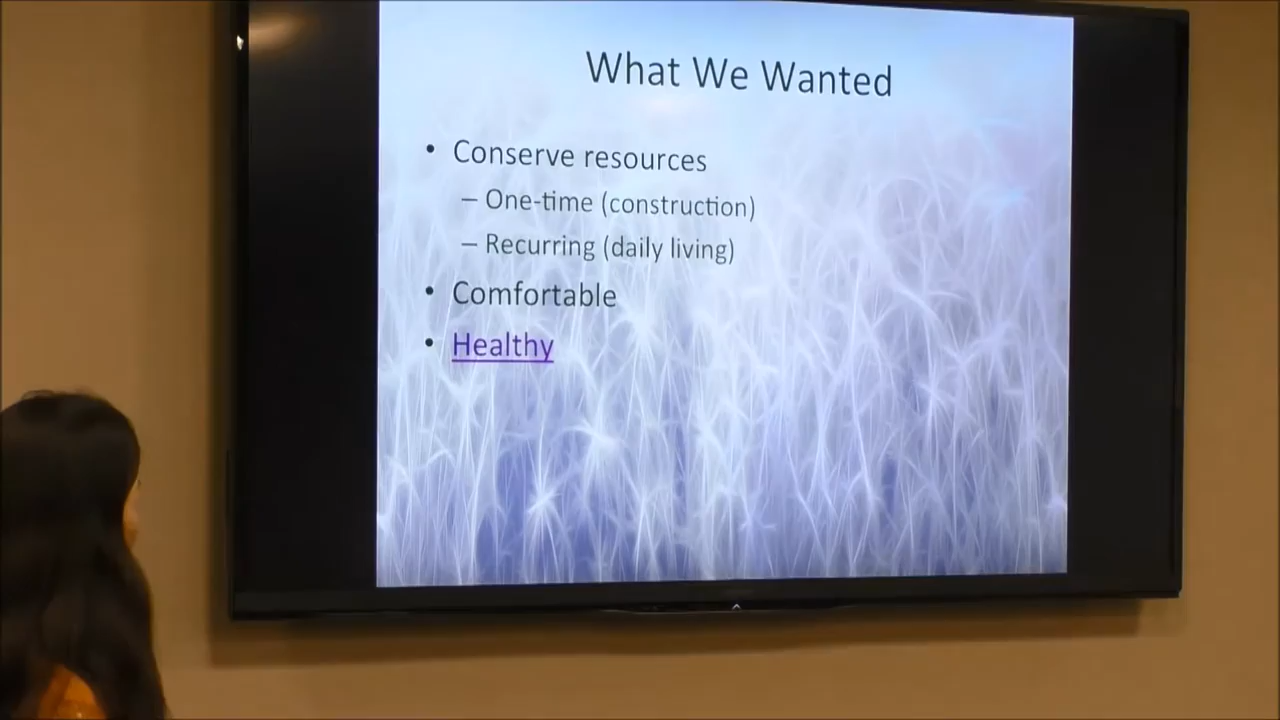 What We Wanted
• Conserve resources
– One-time (construction)
– Recurring (daily living)
• Comfortable
• Healthy